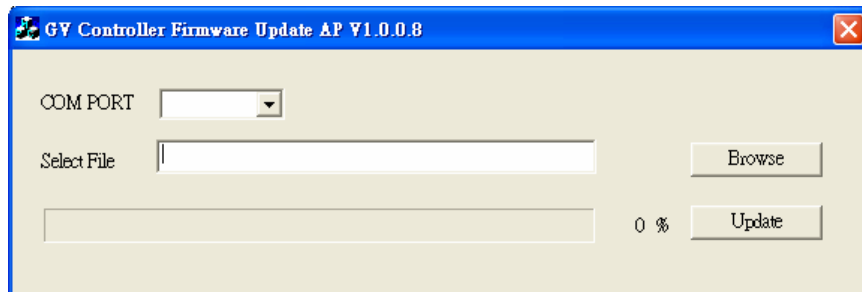 GV Controller Firmware Update AP V1.0.0.8
COM PORT
Select File
Browse
0 %
Update